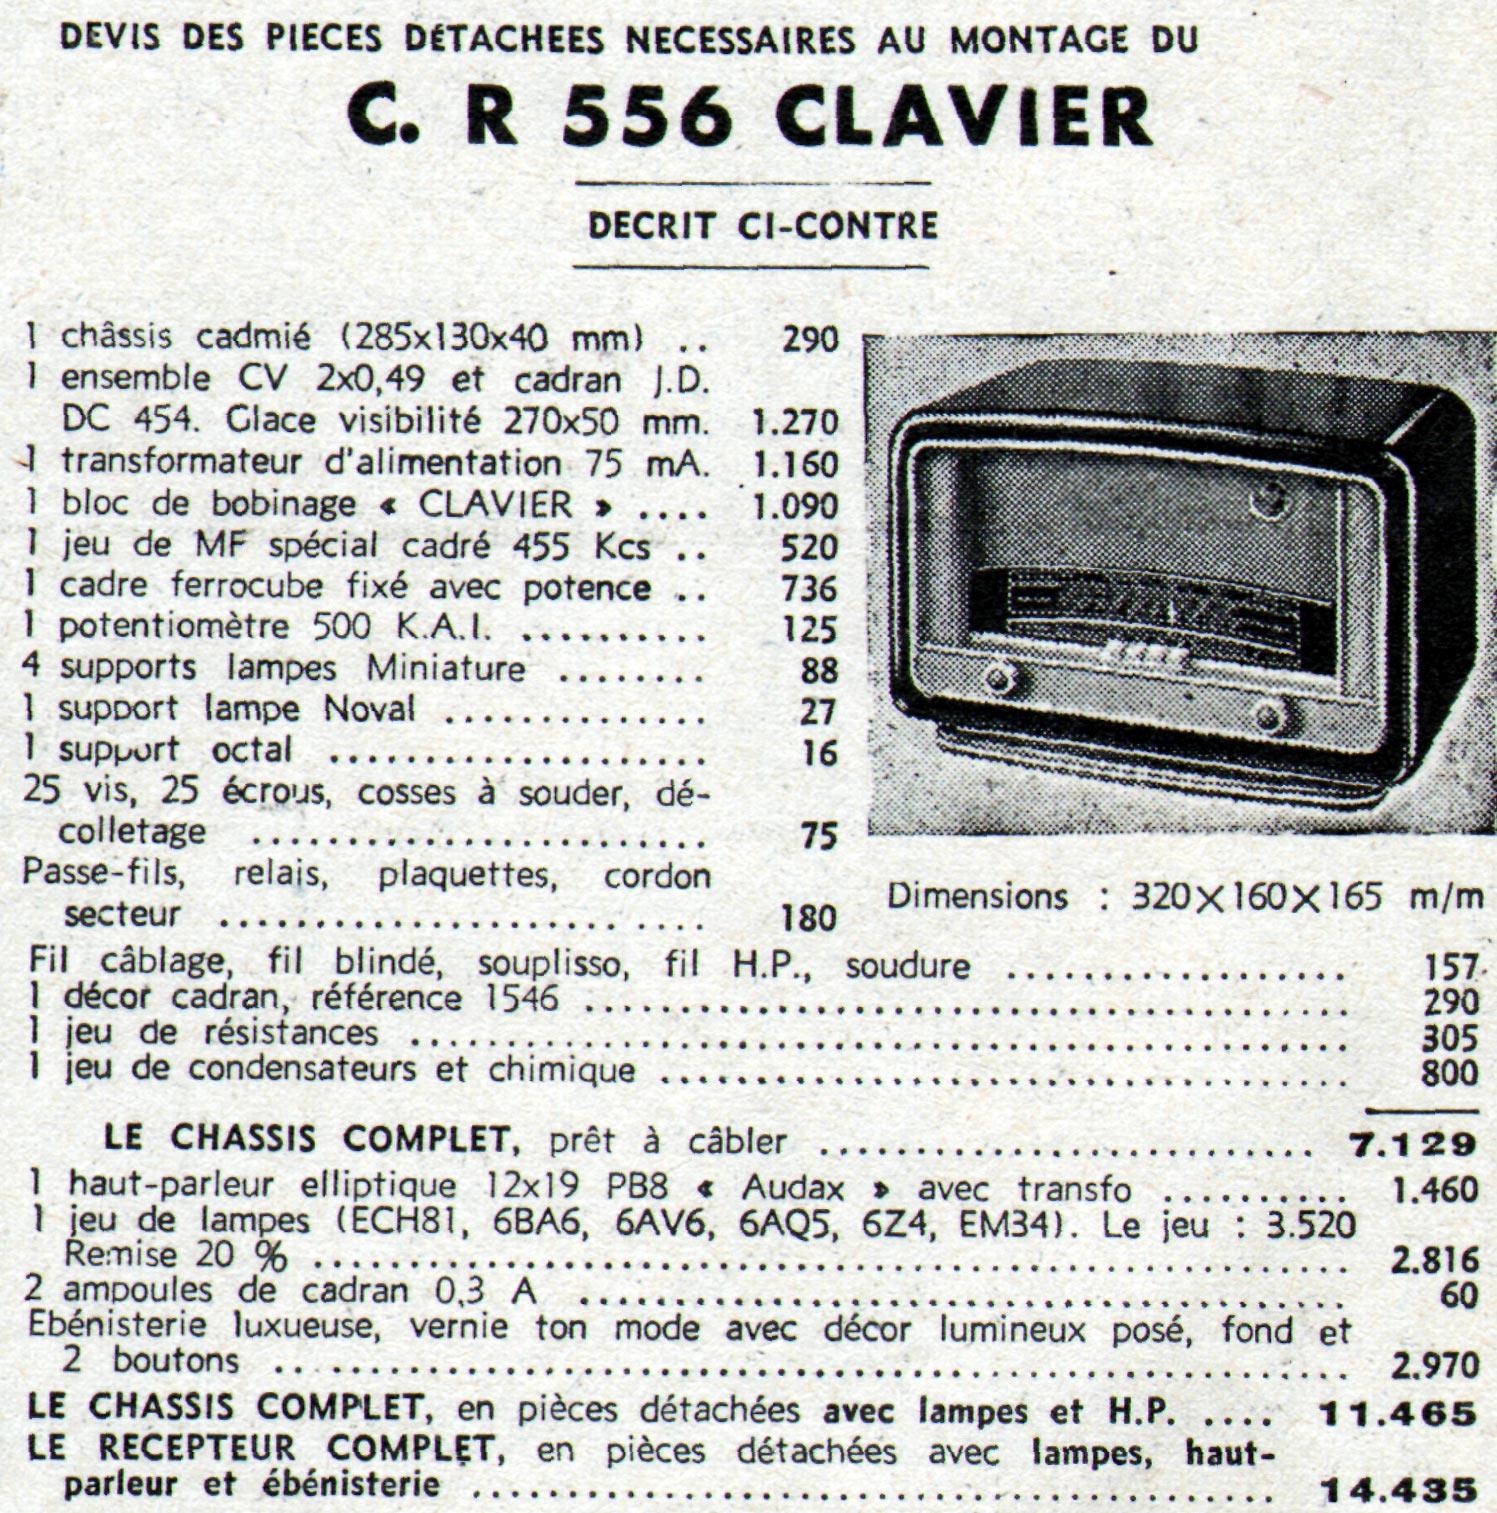 DEVIS DES PIECES DÉTACHEES NECESSAIRES AU MONTAGE DU
C. R 556 CLAVIER
DECRIT CI-CONTRE
1 châssis cadmié (285x130x40 mm) .. 290
1 ensemble CV 2x0,49 et cadran J.D.
DC 454. Glace visibilité 270x50 mm. 1.270
1 transformateur d'alimentation 75 mA. 1.160
1 bloc de bobinage « CLAVIER » .... 1.090
1 jeu de MF spécial cadré 455 Kcs .. 520
1 cadre ferrocube fixé avec potence .. 736
1 potentiomètre 500 K.A.I. .......... 125
4 supports lampes Miniature ........ 88
1 support lampe Noval .............. 27
1 support octal .................... 16
25 vis, 25 écrous, cosses à souder, dé-
colletage ........................ 75
Passe-fils, relais, plaquettes, cordon
secteur ......................... 180
Dimensions : 320X160X165 m/m
Fil câblage, fil blindé, souplisso, fil H.P., soudure .................. 157
1 décor cadran, référence 1546 ........................................ 290
1 jeu de résistances ................................................. 305
1 jeu de condensateurs et chimique .................................... 800
LE CHASSIS COMPLET, prêt à câbler .......................... 7.129
1 haut-parleur elliptique 12x19 PB8 « Audax » avec transfo .......... 1.460
1 jeu de lampes (ECH81, 6BA6, 6AV6, 6AQ5, 6Z4, EM34). Le jeu : 3.520
Remise 20 % ...................................................... 2.816
2 ampoules de cadran 0,3 A ........................................ 60
Ebénisterie luxueuse, vernie ton mode avec décor lumineux posé, fond et
2 boutons ........................................................ 2.970
LE CHASSIS COMPLET, en pièces détachées avec lampes et H.P. .... 11.465
LE RECEPTEUR COMPLET, en pièces détachées avec lampes, haut-
parleur et ébénisterie .......................................... 14.435